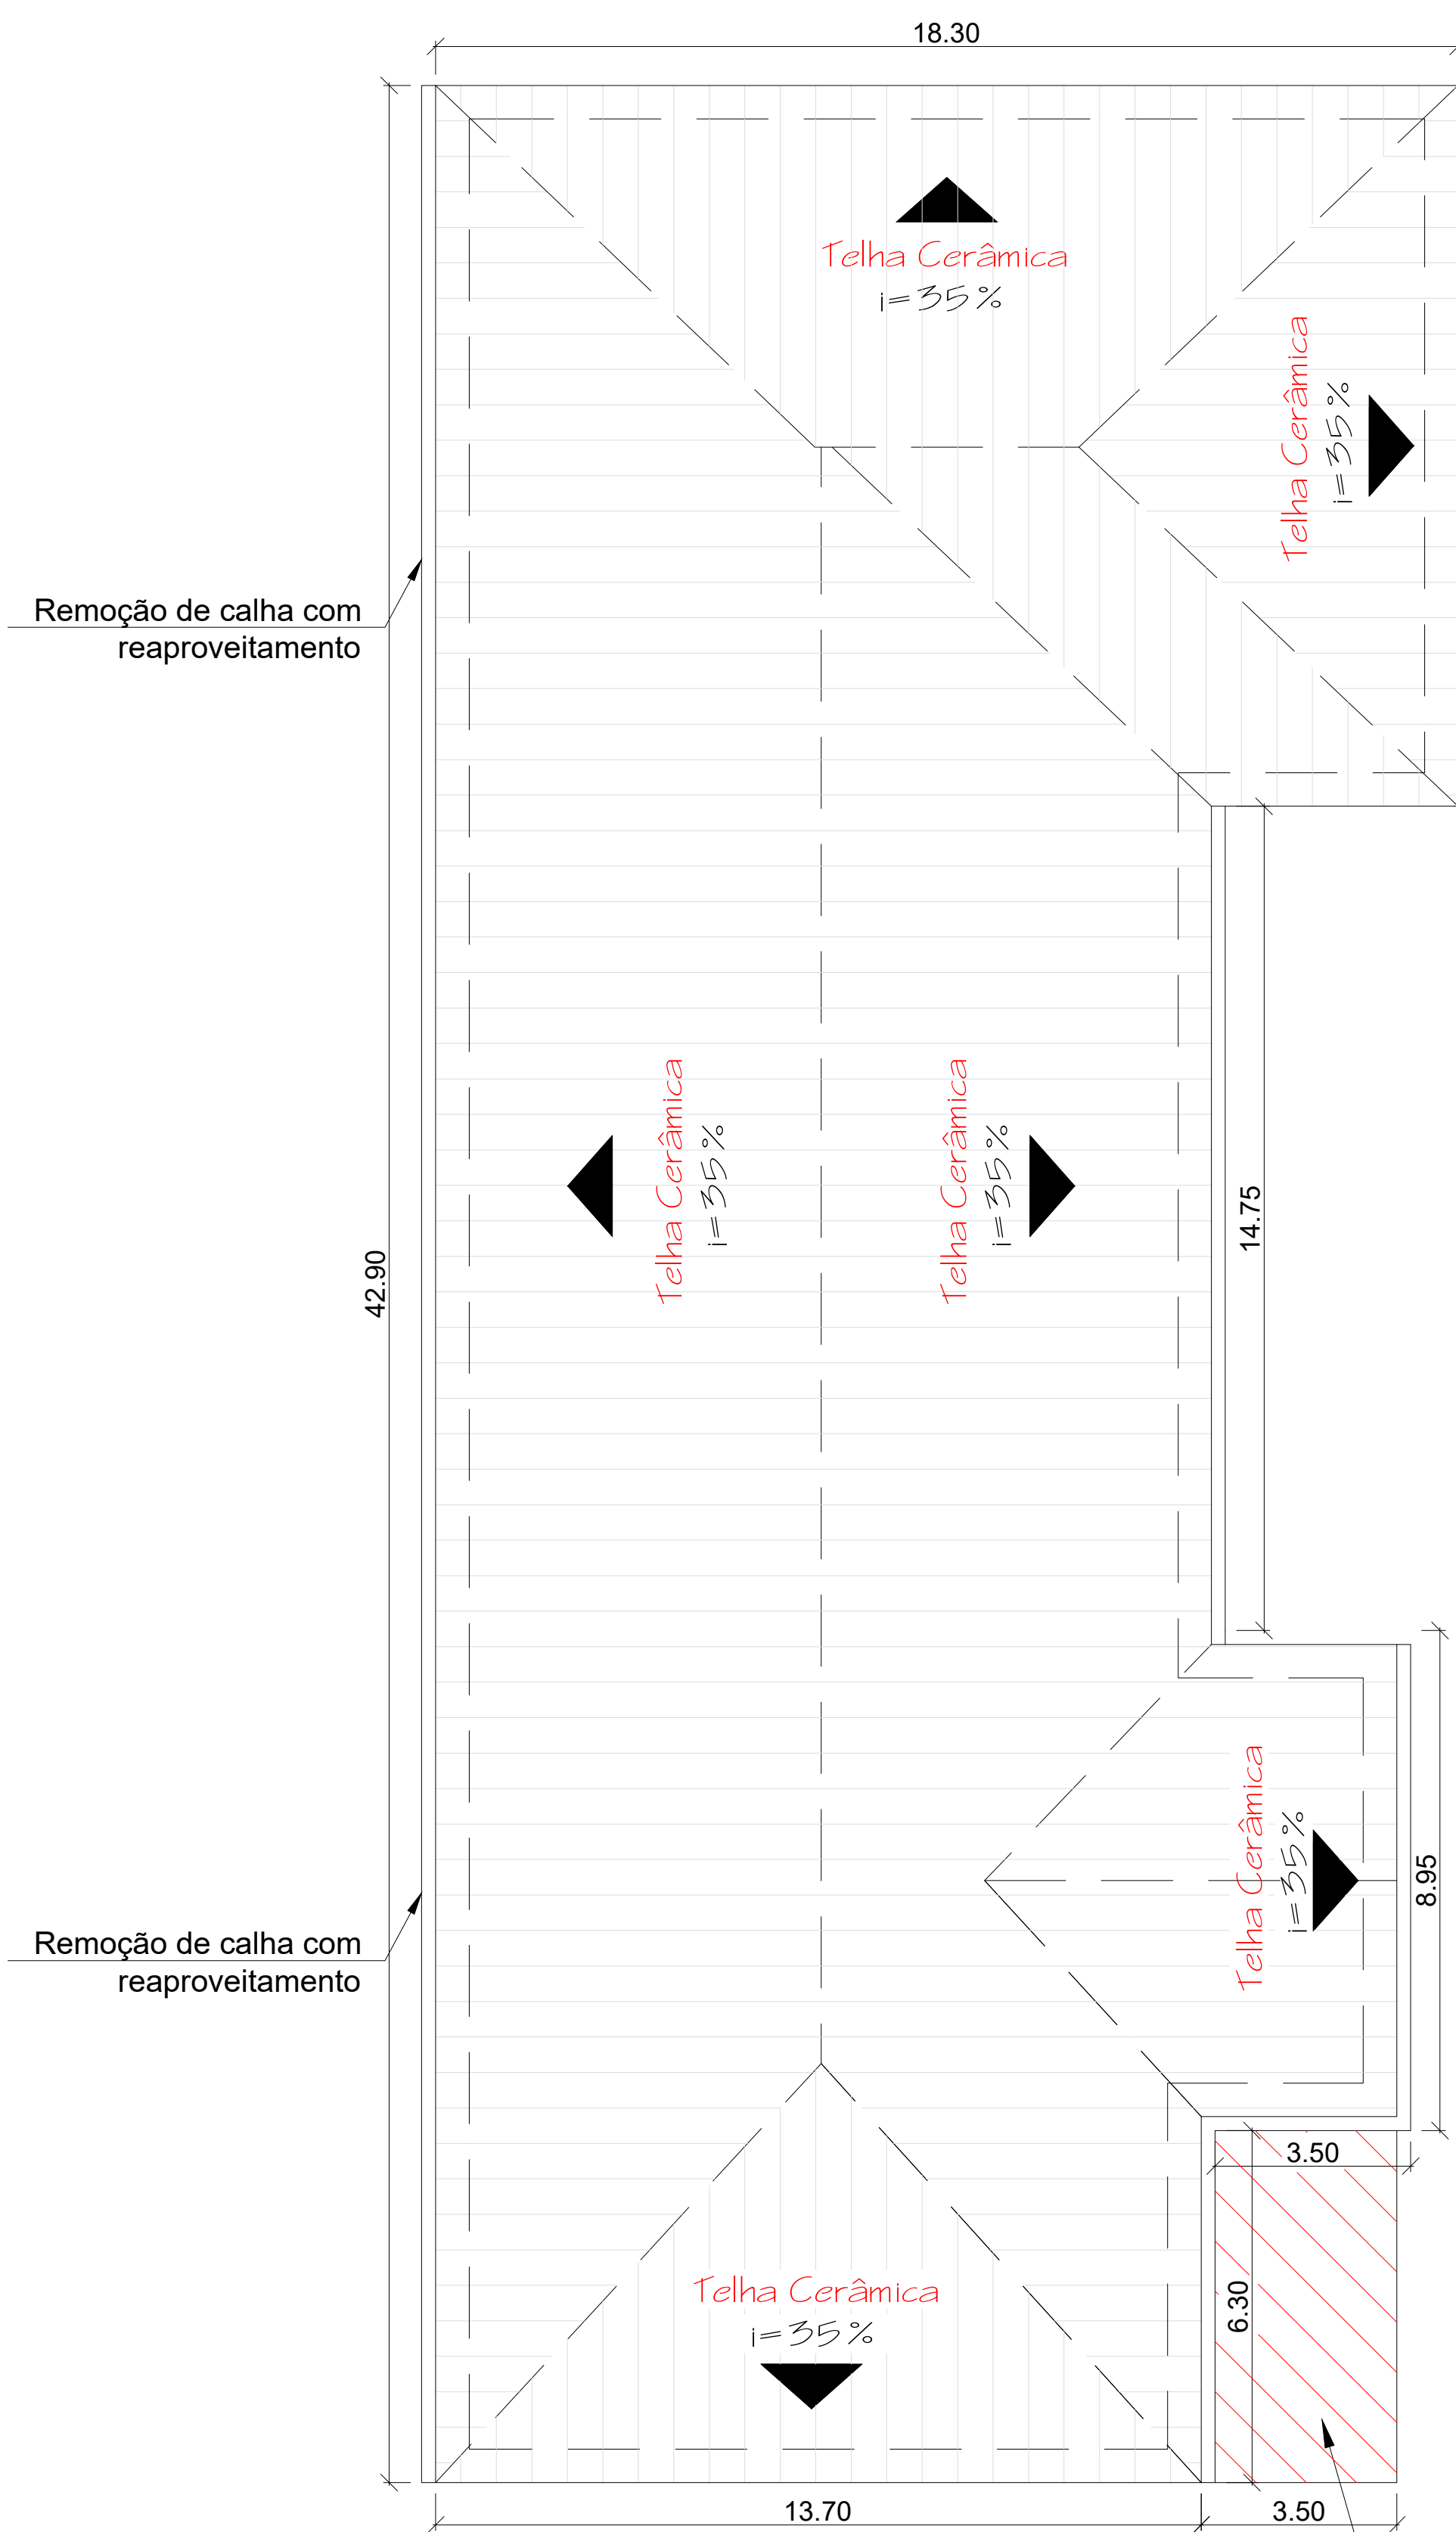 18.30
Telha Cerâmica
i=35%
Telha Cerâmica
i=35%
Remoção de calha com
reaproveitamento
Telha Cerâmica
i=35%
Telha Cerâmica
i=35%
14.75
42.90
Telha Cerâmica
i=35%
8.95
Remoção de calha com
reaproveitamento
3.50
Telha Cerâmica
i=35%
6.30
13.70
3.50